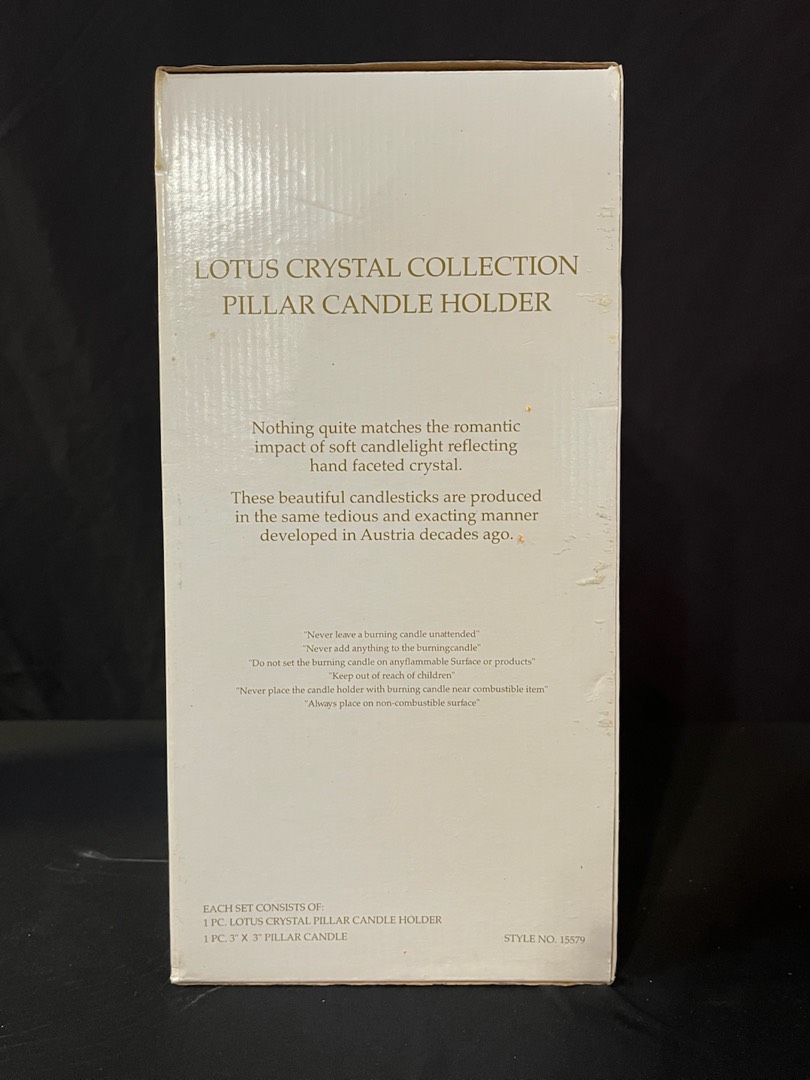 LOTUS CRYSTAL COLLECTION
PILLAR CANDLE HOLDER
Nothing quite matches the romantic
impact of soft candlelight reflecting
hand faceted crystal.
These beautiful candlesticks are produced
in the same tedious and exacting manner
developed in Austria decades ago.
"Never leave a burning candle unattended"
"Never add anything to the burningcandle"
"Do not set the burning candle on anyflammable Surface or products"
"Keep out of reach of children"
"Never place the candle holder with burning candle near combustible item"
"Always place on non-combustible surface"
EACH SET CONSISTS OF:
1 PC. LOTUS CRYSTAL PILLAR CANDLE HOLDER
1 PC. 3" X 3" PILLAR CANDLE
STYLE NO. 15579